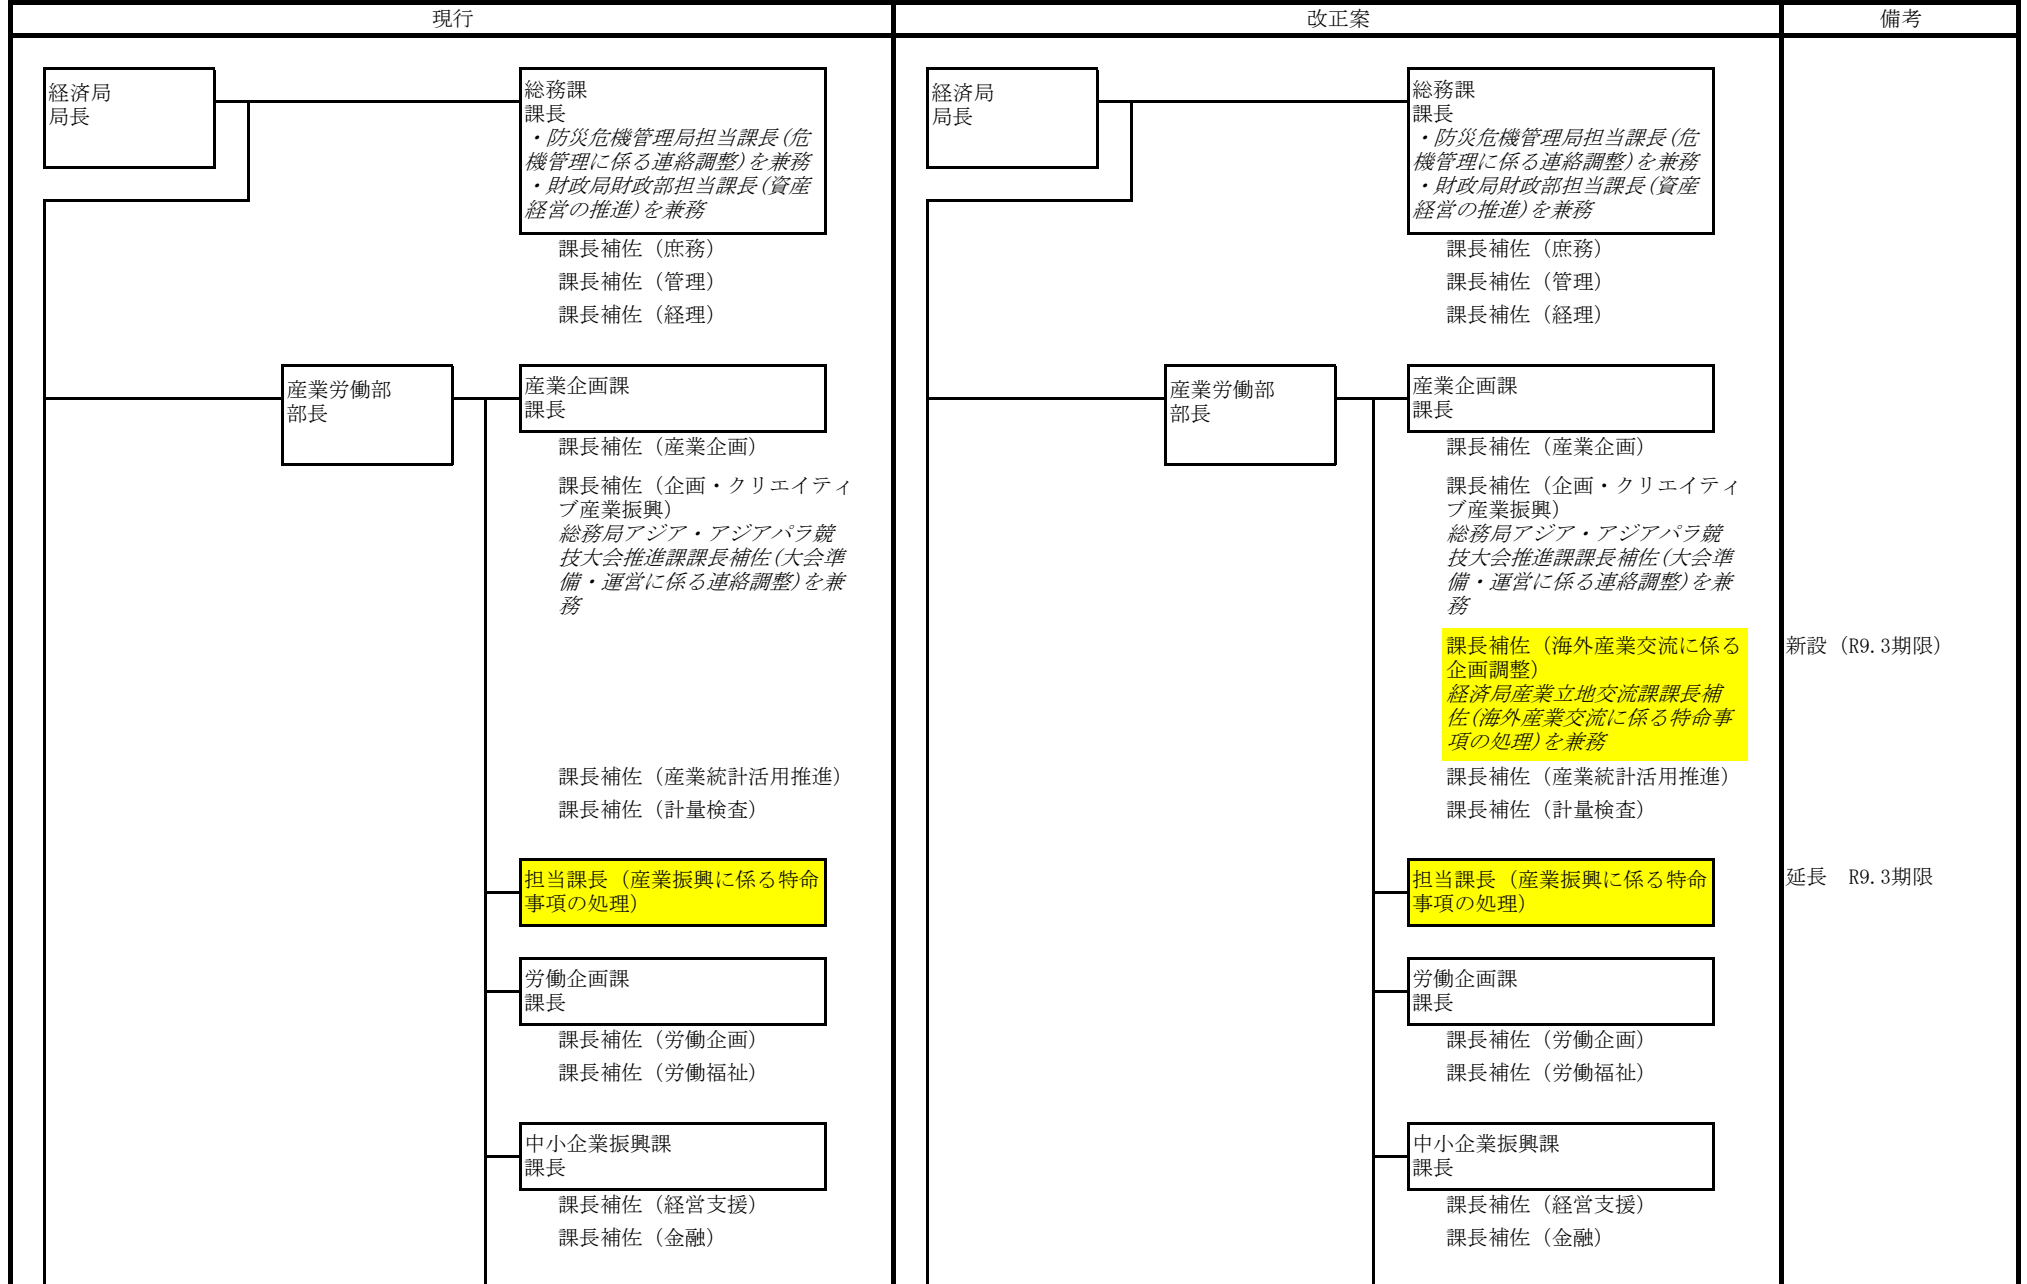 現行
改正案
備考
経済局
局長
総務課
課長
・防災危機管理局担当課長(危
機管理に係る連絡調整)を兼務
・財政局財政部担当課長(資産
経営の推進)を兼務
課長補佐（庶務）
課長補佐（管理）
課長補佐（経理）
産業労働部
部長
産業企画課
課長
課長補佐（産業企画）
課長補佐（企画・クリエイティ
ブ産業振興）
総務局アジア・アジアパラ競
技大会推進課課長補佐(大会準
備・運営に係る連絡調整)を兼
務
課長補佐（産業統計活用推進）
課長補佐（計量検査）
担当課長（産業振興に係る特命
事項の処理）
労働企画課
課長
課長補佐（労働企画）
課長補佐（労働福祉）
中小企業振興課
課長
課長補佐（経営支援）
課長補佐（金融）
経済局
局長
総務課
課長
・防災危機管理局担当課長(危
機管理に係る連絡調整)を兼務
・財政局財政部担当課長(資産
経営の推進)を兼務
課長補佐（庶務）
課長補佐（管理）
課長補佐（経理）
産業労働部
部長
産業企画課
課長
課長補佐（産業企画）
課長補佐（企画・クリエイティ
ブ産業振興）
総務局アジア・アジアパラ競
技大会推進課課長補佐(大会準
備・運営に係る連絡調整)を兼
務
課長補佐（海外産業交流に係る
企画調整）
経済局産業立地交流課課長補
佐(海外産業交流に係る特命事
項の処理)を兼務
課長補佐（産業統計活用推進）
課長補佐（計量検査）
担当課長（産業振興に係る特命
事項の処理）
労働企画課
課長
課長補佐（労働企画）
課長補佐（労働福祉）
中小企業振興課
課長
課長補佐（経営支援）
課長補佐（金融）
新設（R9.3期限）
延長　R9.3期限